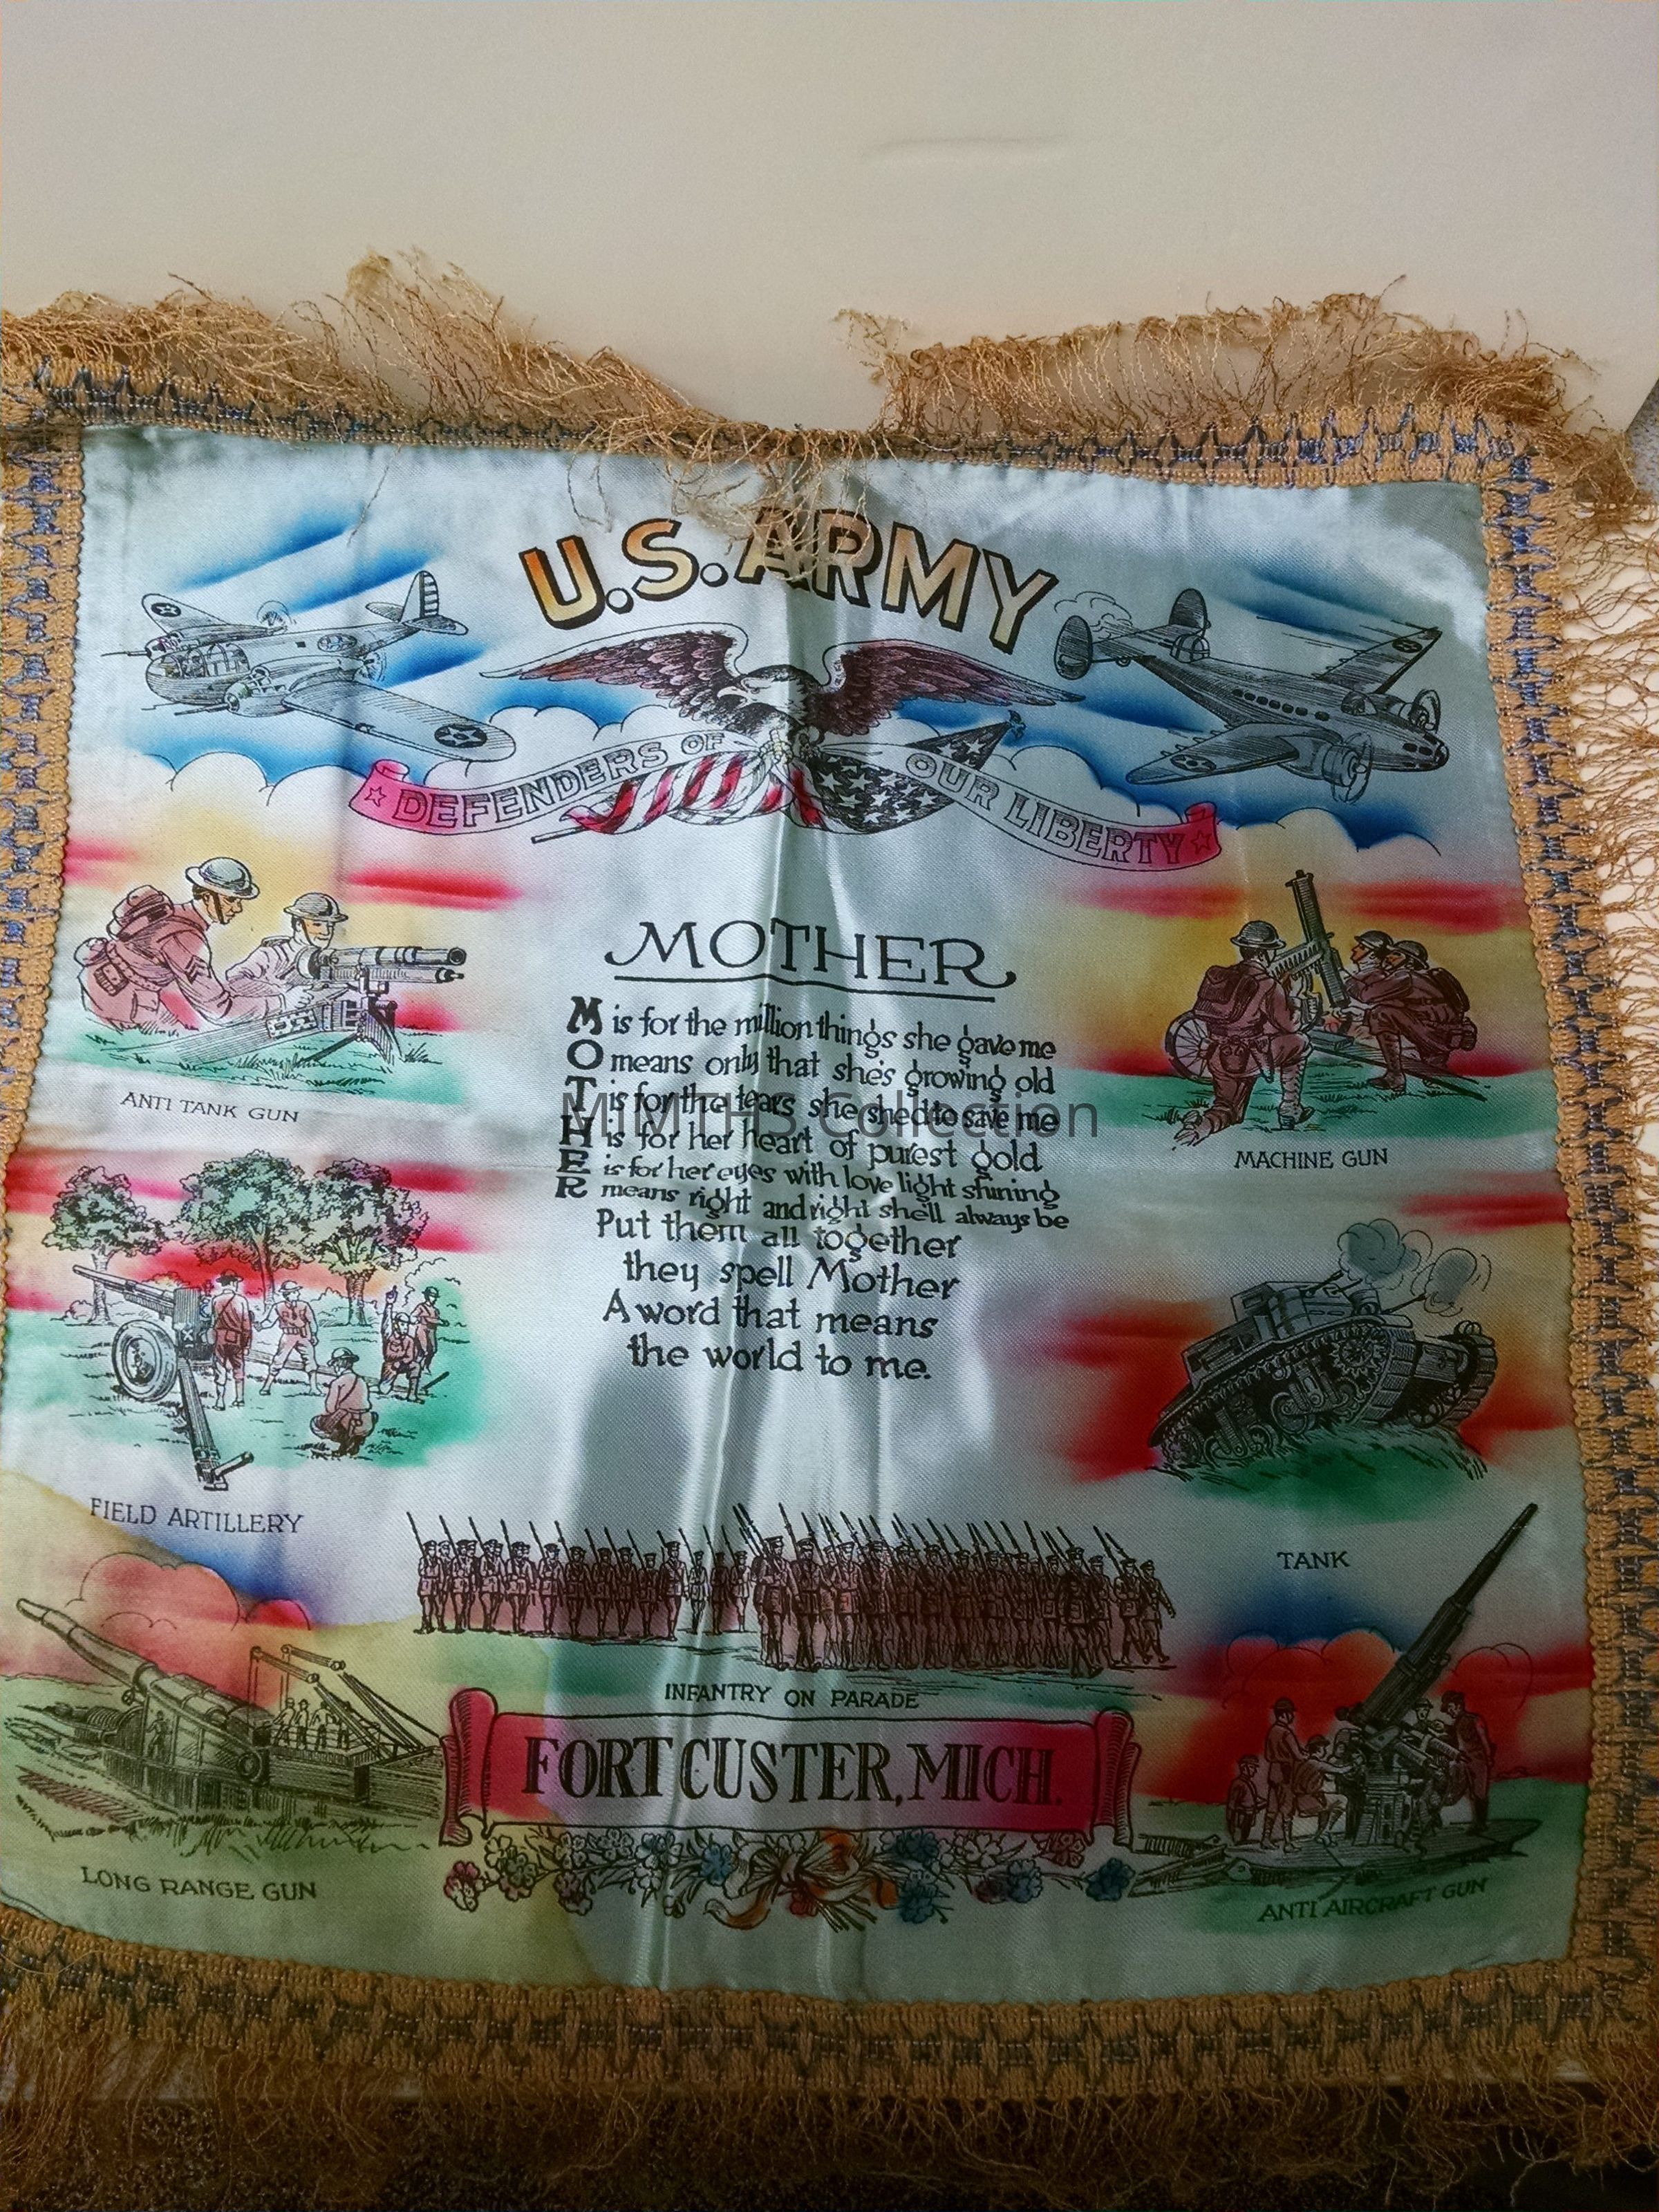 U.S. ARMY
DEFENDERS OF OUR LIBERTY
MOTHER
M is for the million things she gave me
O means only that she's growing old
T is for the tears she shed to save me
H is for her heart of purest gold
E is for her eyes with love light shining
R means right and right she'll always be
Put them all together
they spell Mother
A word that means
the world to me.
MiMTHs Collection
ANTI TANK GUN
MACHINE GUN
FIELD ARTILLERY
TANK
INFANTRY ON PARADE
FORT CUSTER, MICH.
LONG RANGE GUN
ANTI AIRCRAFT GUN